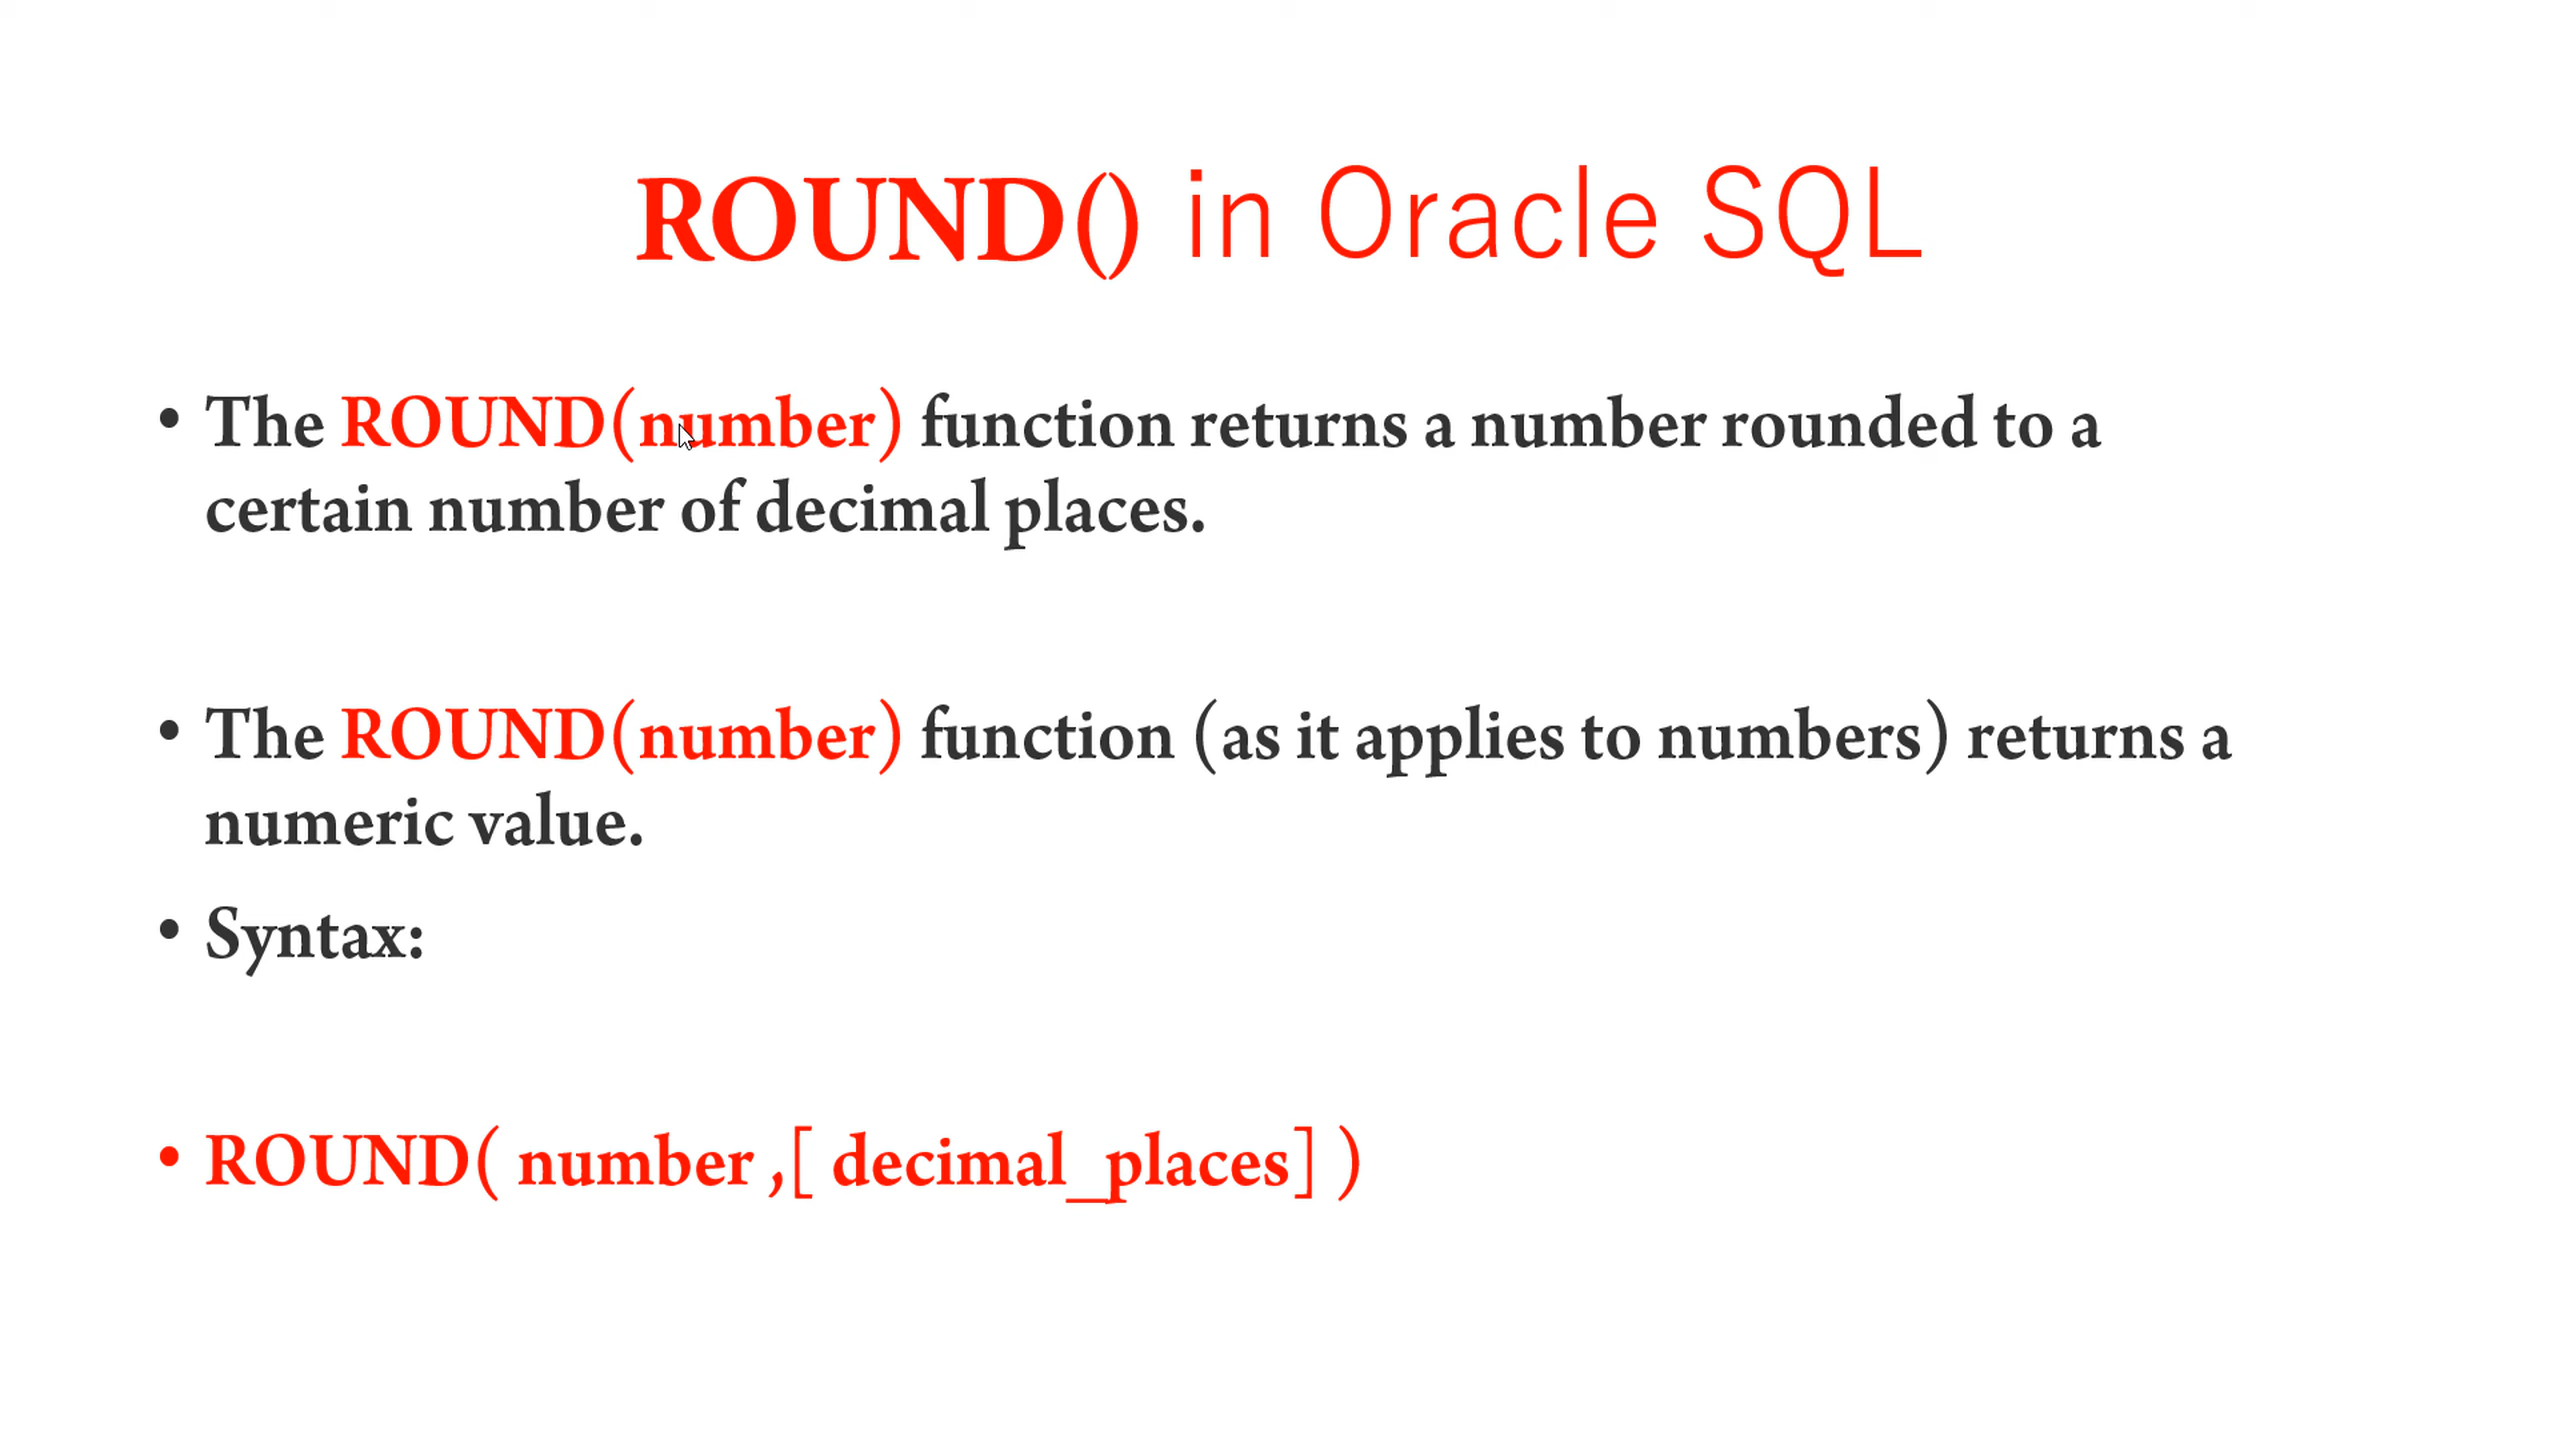 ROUND() in Oracle SQL
• The ROUND(number) function returns a number rounded to a
certain number of decimal places.
• The ROUND(number) function (as it applies to numbers) returns a
numeric value.
• Syntax:
• ROUND( number ,[ decimal_places] )